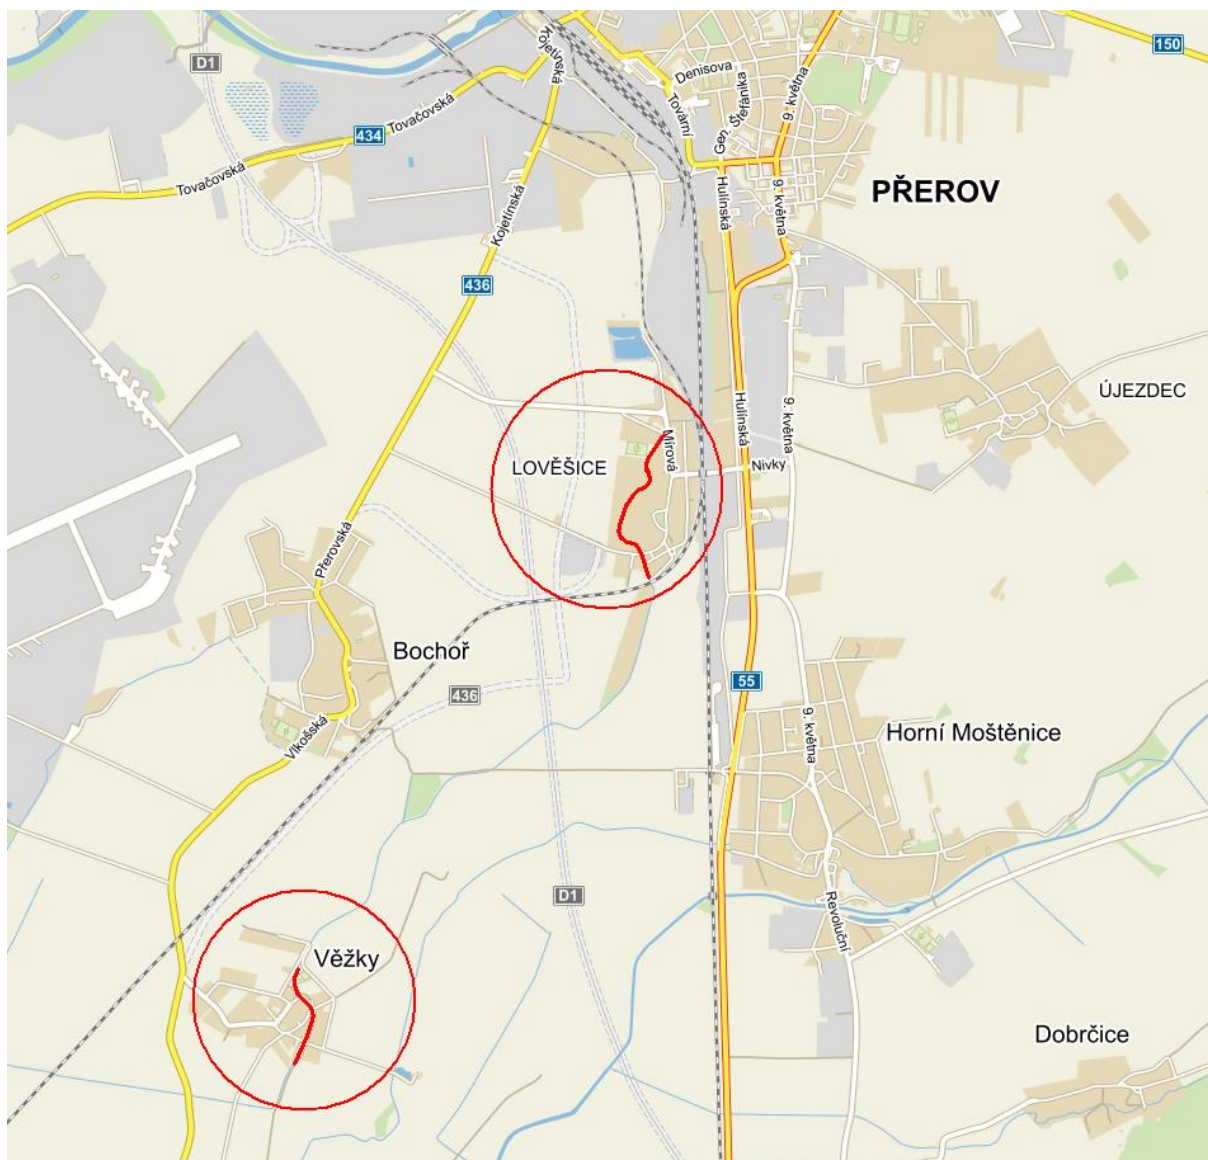 Kojetínská
D1
150
Denisova
Tovární
Gen. Štefánika
9. května
434
Tovačovská
Tovačovská
PŘEROV
Hulínská
9. května
Kojetínská
436
ÚJEZDEC
Hulínská
9. května
Mírová
LOVĚŠICE
Nivky
Přerovská
Bochoř
55
436
9. května
Horní Moštěnice
Vlkošská
D1
Revoluční
Věžky
Dobrčice